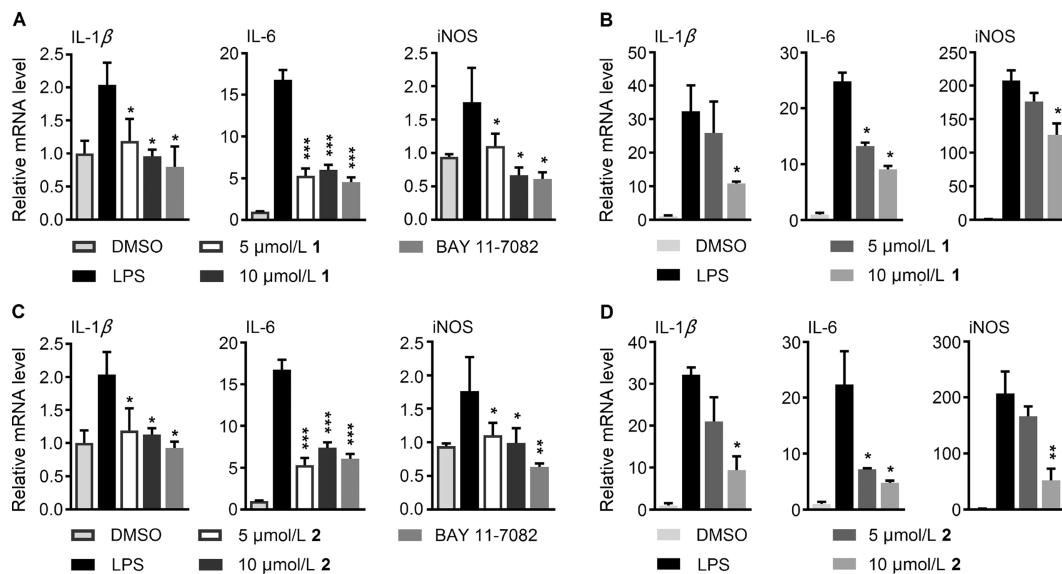 A
IL-1β
IL-6
iNOS
Relative mRNA level
2.5
2.0
1.5
1.0
0.5
0.0
*
*
*
20
15
10
5
0
***
***
***
2.5
2.0
1.5
1.0
0.5
0.0
*
*
*
DMSO
5 μmol/L 1
BAY 11-7082
LPS
10 μmol/L 1
B
IL-1β
IL-6
iNOS
Relative mRNA level
50
40
30
20
10
0
*
30
20
10
0
*
*
250
200
150
100
50
0
*
DMSO
5 μmol/L 1
LPS
10 μmol/L 1
C
IL-1β
IL-6
iNOS
Relative mRNA level
2.5
2.0
1.5
1.0
0.5
0.0
*
*
*
20
15
10
5
0
***
***
***
2.5
2.0
1.5
1.0
0.5
0.0
*
*
**
DMSO
5 μmol/L 2
BAY 11-7082
LPS
10 μmol/L 2
D
IL-1β
IL-6
iNOS
Relative mRNA level
40
30
20
10
0
*
30
20
10
0
*
*
300
200
100
0
**
DMSO
5 μmol/L 2
LPS
10 μmol/L 2